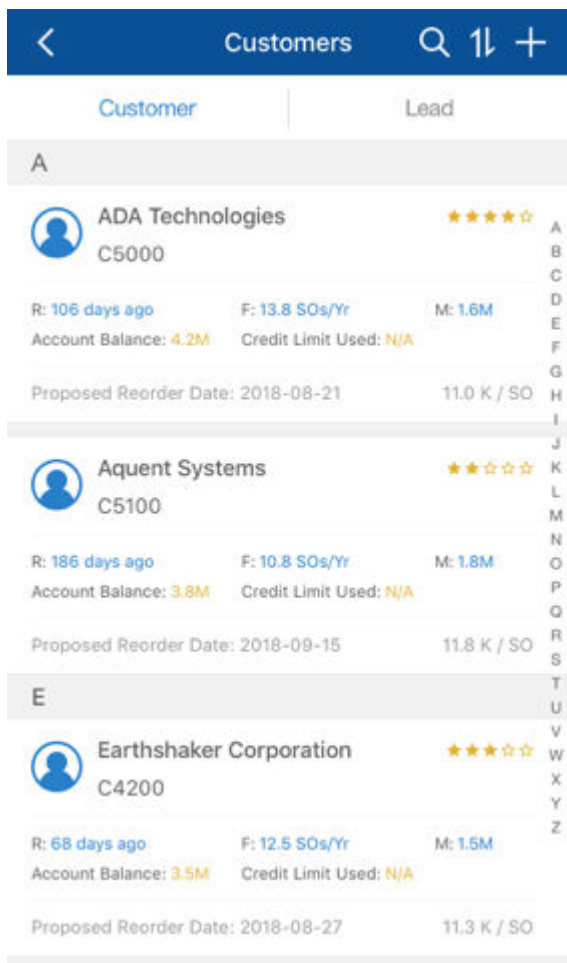 Customers
Customer Lead
A
ADA Technologies
C5000
R: 106 days ago F: 13.8 SOs/Yr M: 1.6M
Account Balance: 4.2M Credit Limit Used: N/A
Proposed Reorder Date: 2018-08-21 11.0 K / SO
Aquent Systems
C5100
R: 186 days ago F: 10.8 SOs/Yr M: 1.8M
Account Balance: 3.8M Credit Limit Used: N/A
Proposed Reorder Date: 2018-09-15 11.8 K / SO
E
Earthshaker Corporation
C4200
R: 68 days ago F: 12.5 SOs/Yr M: 1.5M
Account Balance: 3.5M Credit Limit Used: N/A
Proposed Reorder Date: 2018-08-27 11.3 K / SO
A
B
C
D
E
F
G
H
I
J
K
L
M
N
O
P
Q
R
S
T
U
V
W
X
Y
Z